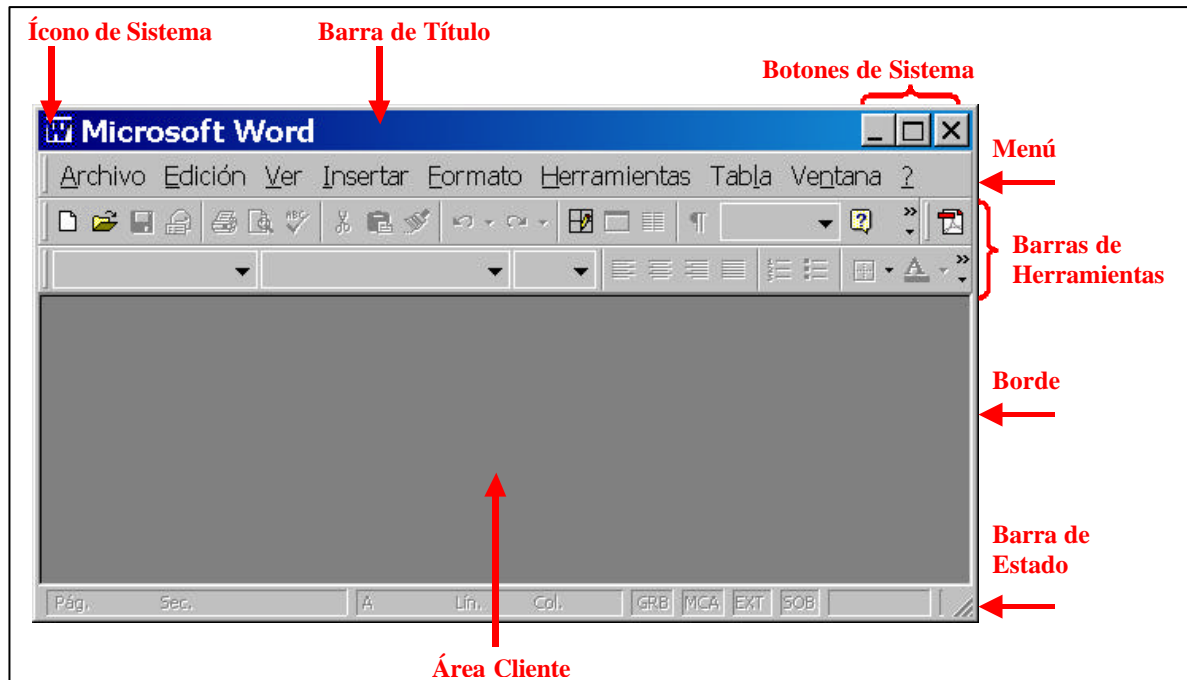 Ícono de Sistema
Barra de Título
Botones de Sistema
Microsoft Word
Menú
Archivo Edición Ver Insertar Formato Herramientas Tabla Ventana ?
ABC
Barras de
Herramientas
Borde
Barra de
Estado
Pág. Sec. A Lín. Col. GRB MCA EXT SOB
Área Cliente